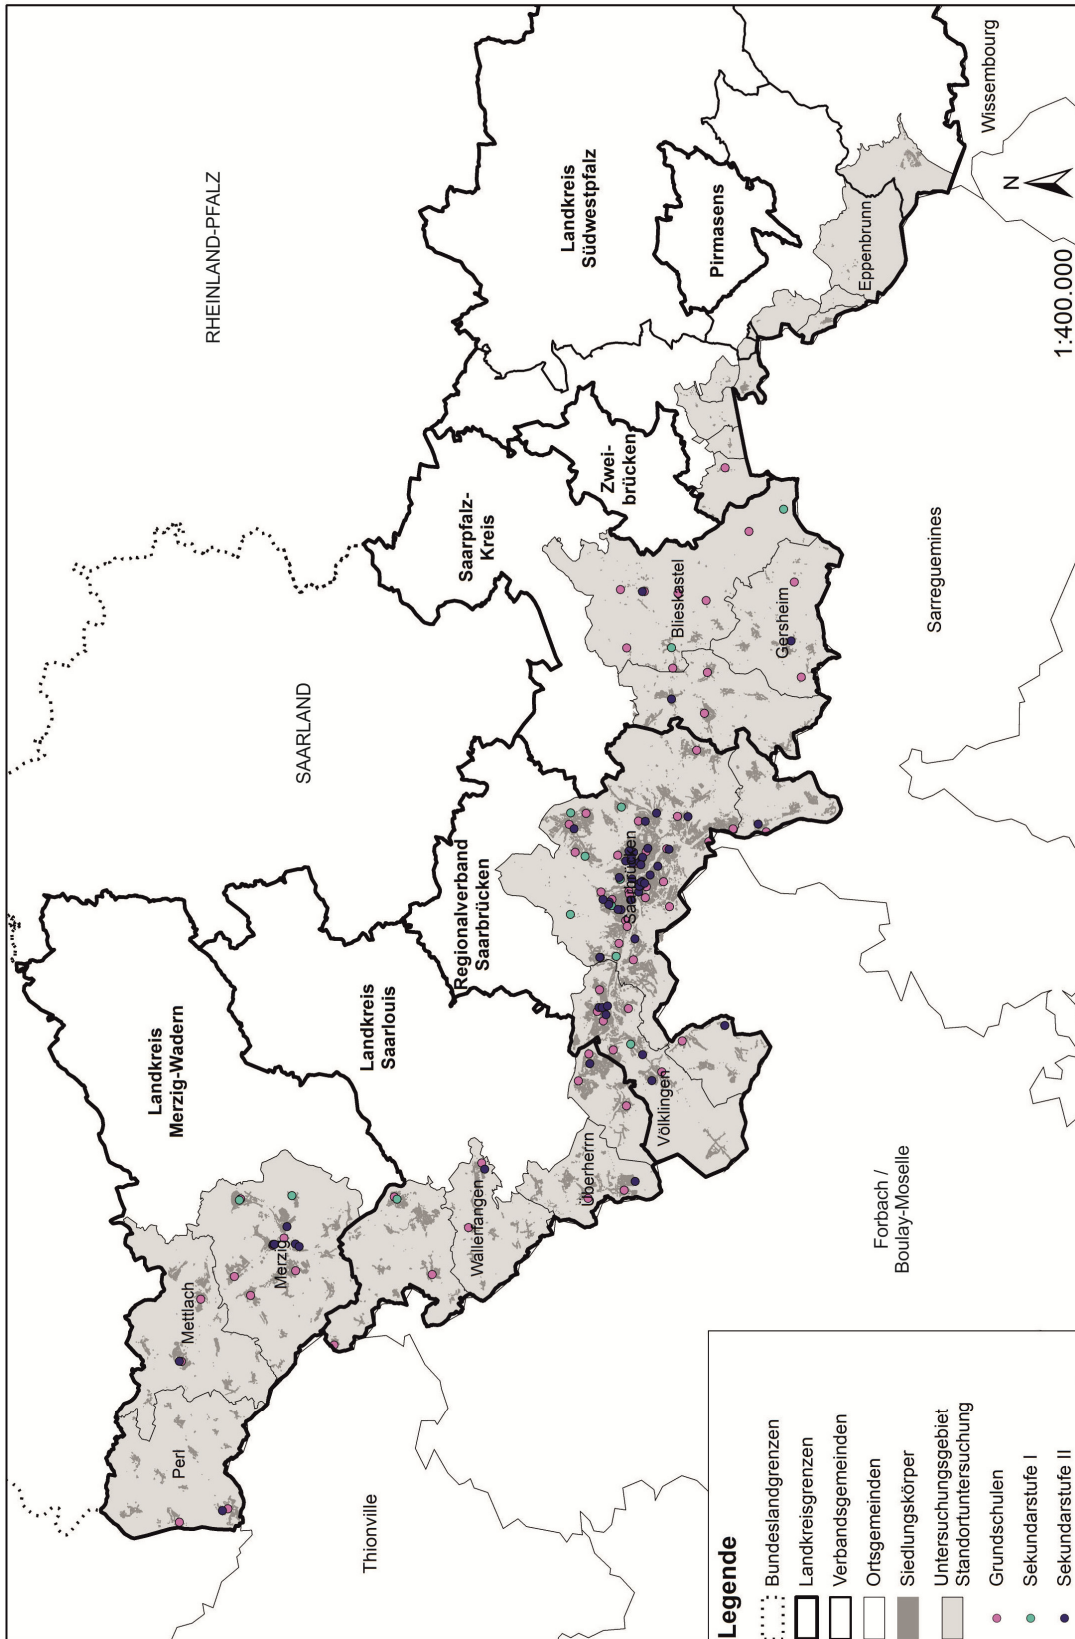 RHEINLAND-PFALZ
SAARLAND
Landkreis
Merzig-Wadern
Landkreis
Saarlouis
Regionalverband
Saarbrücken
Saarpfalz-
Kreis
Zwei-
brücken
Landkreis
Südwestpfalz
Pirmasens
Perl
Mettlach
Merzig
Wallerfangen
Überherrn
Völklingen
Saarbrücken
Blieskastel
Gersheim
Eppenbrunn
Thionville
Forbach /
Boulay-Moselle
Sarreguemines
Wissembourg
N
1:400.000
Legende
Bundeslandgrenzen
Landkreisgrenzen
Verbandsgemeinden
Ortsgemeinden
Siedlungskörper
Untersuchungsgebiet
Standortuntersuchung
Grundschulen
Sekundarstufe I
Sekundarstufe II